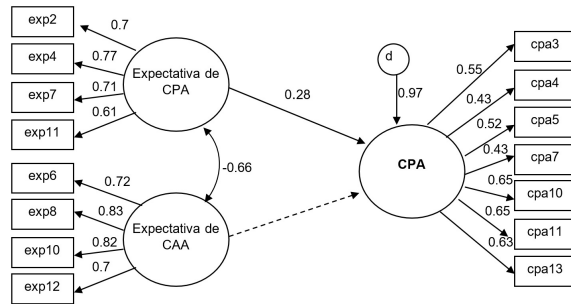 exp2
0.7
exp4
0.77
exp7
0.71
exp11
0.61
Expectativa de
CPA
0.28
-0.66
exp6
0.72
exp8
0.83
exp10
0.82
exp12
0.7
Expectativa de
CAA
d
0.97
CPA
cpa3
0.55
cpa4
0.43
cpa5
0.52
cpa7
0.43
cpa10
0.65
cpa11
0.65
cpa13
0.63